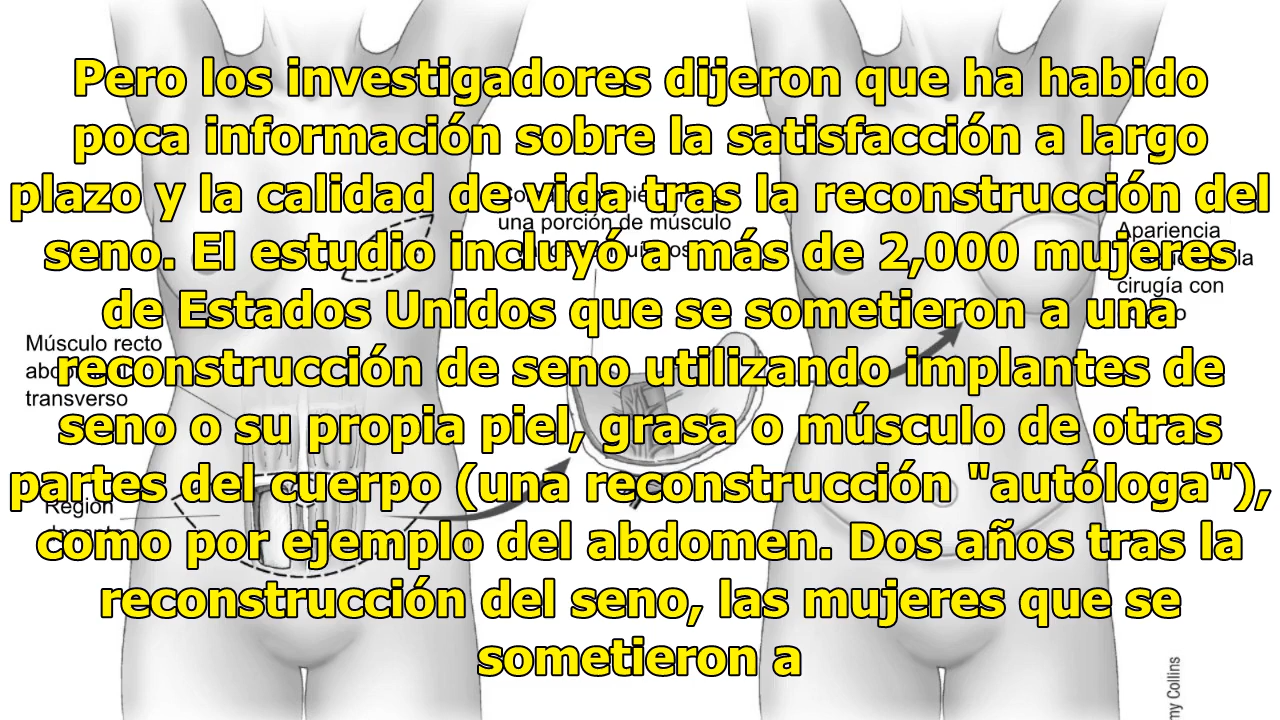 Pero los investigadores dijeron que ha habido
poca información sobre la satisfacción a largo
plazo y la calidad de vida tras la reconstrucción del
seno. El estudio incluyó a más de 2,000 mujeres
de Estados Unidos que se sometieron a una
reconstrucción de seno utilizando implantes de
seno o su propia piel, grasa o músculo de otras
partes del cuerpo (una reconstrucción "autóloga"),
como por ejemplo del abdomen. Dos años tras la
reconstrucción del seno, las mujeres que se
sometieron a
una porción de músculo
Apariencia
la
cirugía con
Músculo recto
transverso
Región
Collins